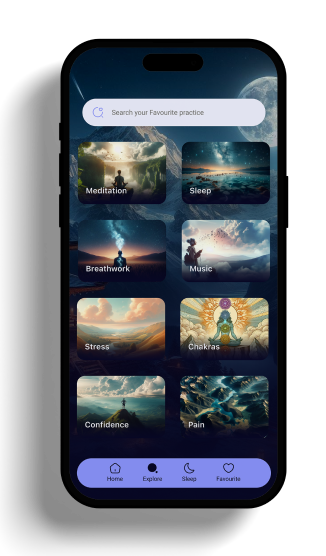 Search your Favourite practice
Meditation
Sleep
Breathwork
Music
Stress
Chakras
Confidence
Pain
Home
Explore
Sleep
Favourite